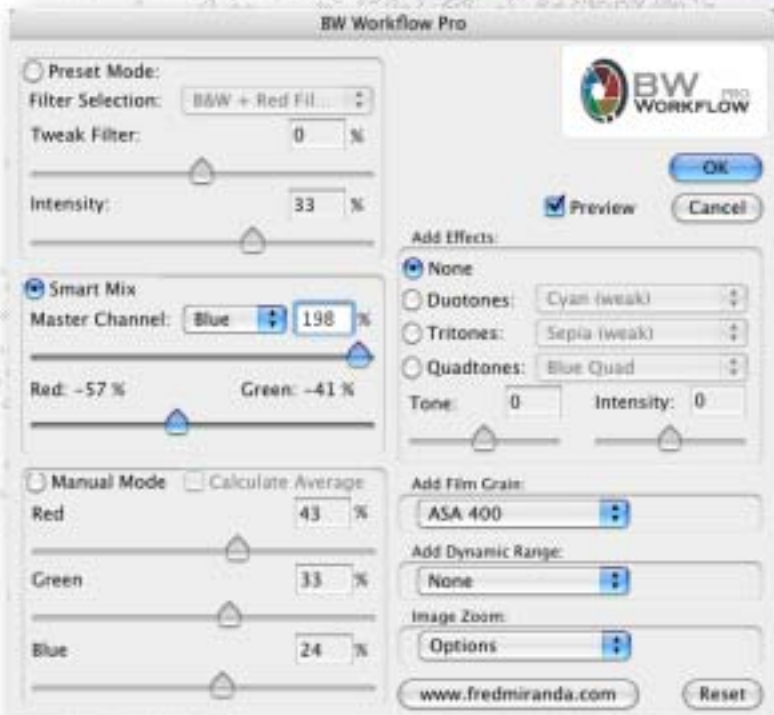 BW Workflow Pro
Preset Mode:
Filter Selection: B&W + Red Fil...
Tweak Filter: 0 %
Intensity: 33 %
Smart Mix
Master Channel: Blue 198 %
Red: -57 % Green: -41 %
Manual Mode Calculate Average
Red 43 %
Green 33 %
Blue 24 %
BW PRO
WORKFLOW
OK
Preview Cancel
Add Effects:
None
Duotones: Cyan (weak)
Tritones: Sepia (weak)
Quadtones: Blue Quad
Tone: 0 Intensity: 0
Add Film Grain:
ASA 400
Add Dynamic Range:
None
Image Zoom:
Options
www.fredmiranda.com Reset